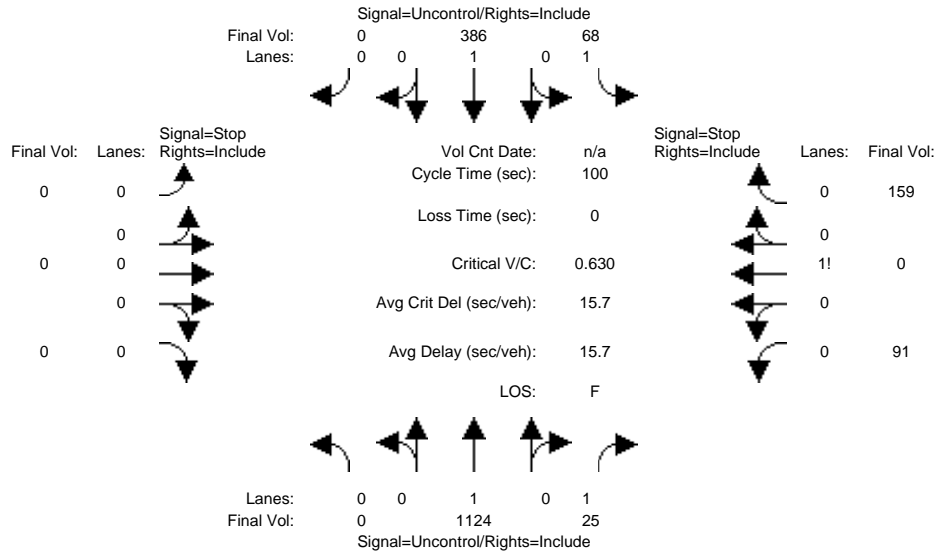 Signal=Uncontrol/Rights=Include
Final Vol: 0 386 68
Lanes: 0 0 1 0 1
Signal=Stop
Final Vol: Lanes: Rights=Include
Vol Cnt Date: n/a
Signal=Stop
Rights=Include Lanes: Final Vol:
Cycle Time (sec): 100
0 0
0 159
Loss Time (sec): 0
0
0
0 0
Critical V/C: 0.630
1! 0
0
Avg Crit Del (sec/veh): 15.7
0
0 0
Avg Delay (sec/veh): 15.7
0 91
LOS: F
Lanes: 0 0 1 0 1
Final Vol: 0 1124 25
Signal=Uncontrol/Rights=Include